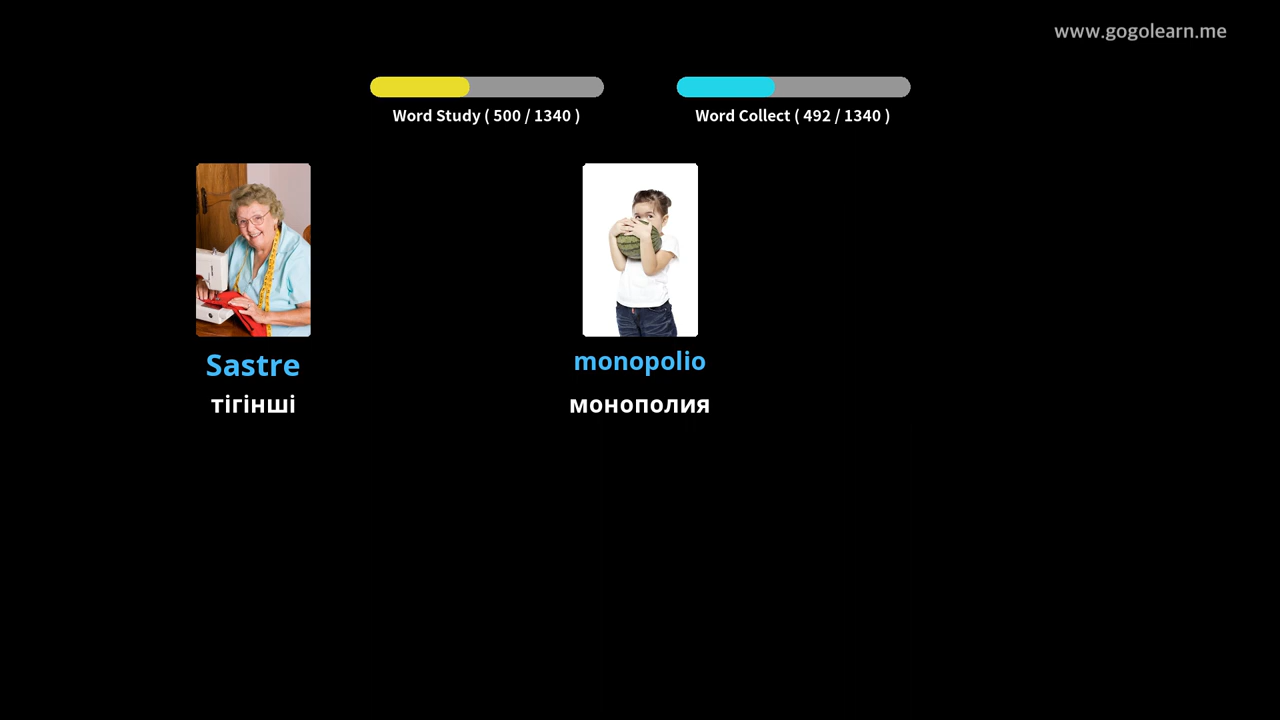 www.gogolearn.me
Word Study ( 500 / 1340 )
Word Collect ( 492 / 1340 )
Sastre
тігінші
monopolio
монополия